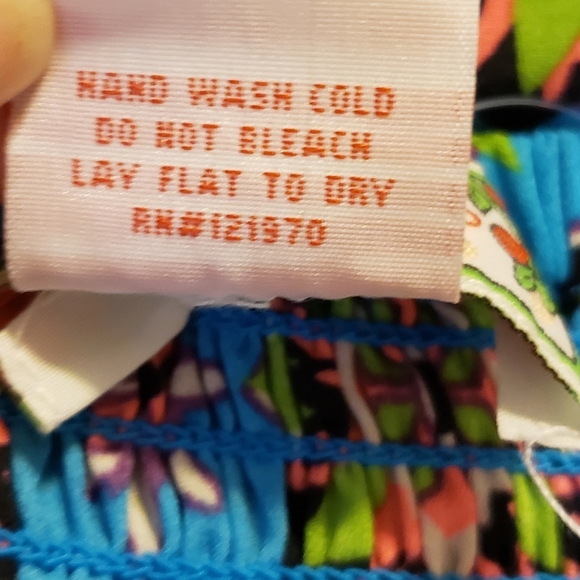 HAND WASH COLD
DO NOT BLEACH
LAY FLAT TO DRY
RN#121970